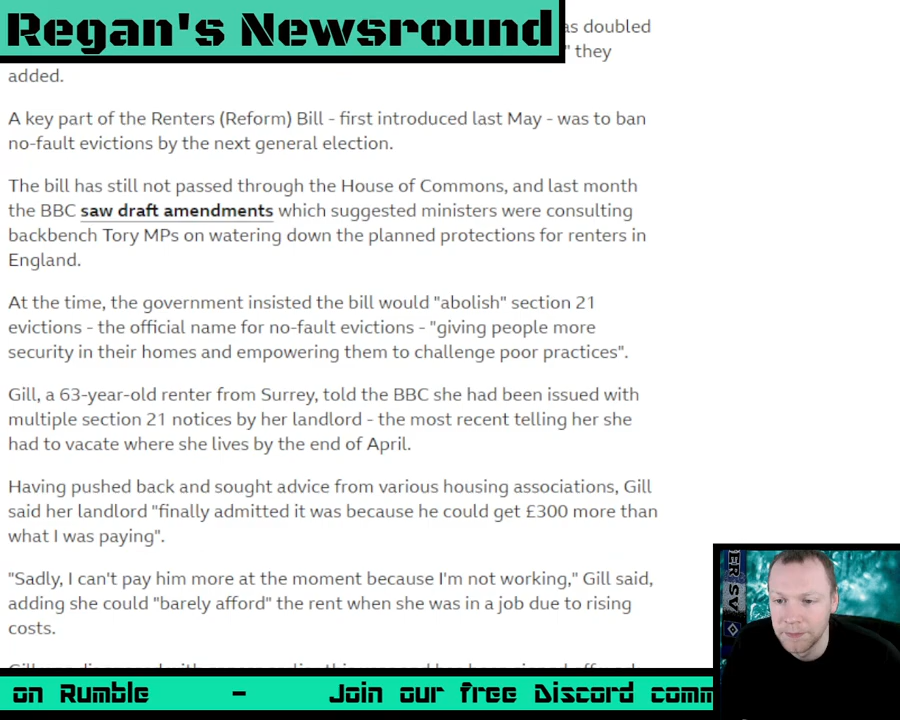 Regan's Newsround
as doubled
" they
added.
A key part of the Renters (Reform) Bill - first introduced last May - was to ban
no-fault evictions by the next general election.
The bill has still not passed through the House of Commons, and last month
the BBC saw draft amendments which suggested ministers were consulting
backbench Tory MPs on watering down the planned protections for renters in
England.
At the time, the government insisted the bill would "abolish" section 21
evictions - the official name for no-fault evictions - "giving people more
security in their homes and empowering them to challenge poor practices".
Gill, a 63-year-old renter from Surrey, told the BBC she had been issued with
multiple section 21 notices by her landlord - the most recent telling her she
had to vacate where she lives by the end of April.
Having pushed back and sought advice from various housing associations, Gill
said her landlord "finally admitted it was because he could get £300 more than
what I was paying".
"Sadly, I can't pay him more at the moment because I'm not working," Gill said,
adding she could "barely afford" the rent when she was in a job due to rising
costs.
ER SV
on Rumble - Join our free Discord comm